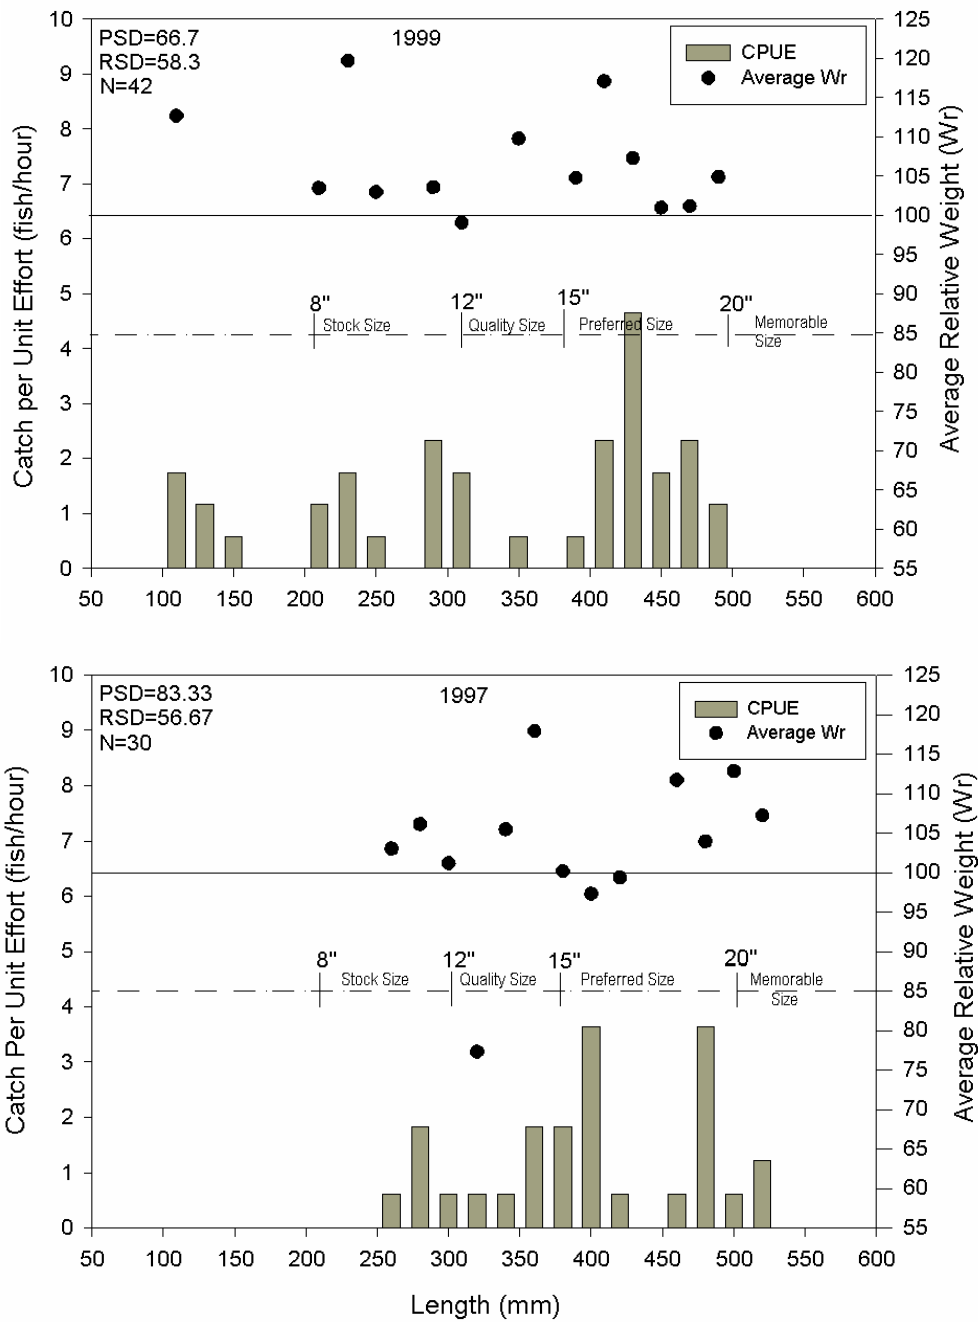 PSD=66.7
RSD=58.3
N=42
1999
CPUE
Average Wr
10
9
8
7
6
5
4
3
2
1
0
Catch per Unit Effort (fish/hour)
125
120
115
110
105
100
95
90
85
80
75
70
65
60
55
Average Relative Weight (Wr)
8" 12" 15" 20"
Stock Size Quality Size Preferred Size Memorable
Size
50 100 150 200 250 300 350 400 450 500 550 600
PSD=83.33
RSD=56.67
N=30
1997
CPUE
Average Wr
10
9
8
7
6
5
4
3
2
1
0
Catch Per Unit Effort (fish/hour)
125
120
115
110
105
100
95
90
85
80
75
70
65
60
55
Average Relative Weight (Wr)
8" 12" 15" 20"
Stock Size Quality Size Preferred Size Memorable
Size
50 100 150 200 250 300 350 400 450 500 550 600
Length (mm)